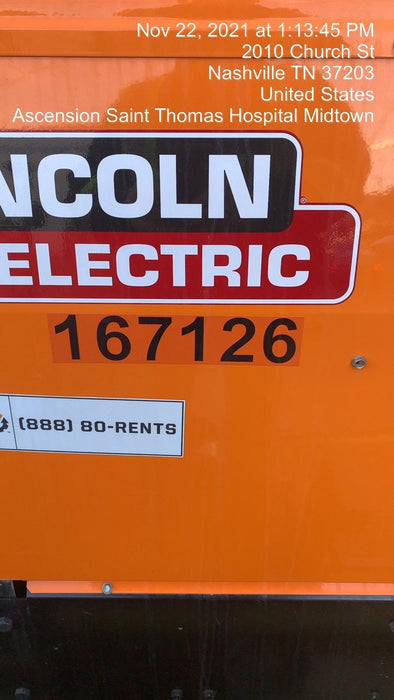 Nov 22, 2021 at 1:13:45 PM
2010 Church St
Nashville TN 37203
United States
Ascension Saint Thomas Hospital Midtown
NCOLN
®
ELECTRIC
167126
(888) 80-RENTS